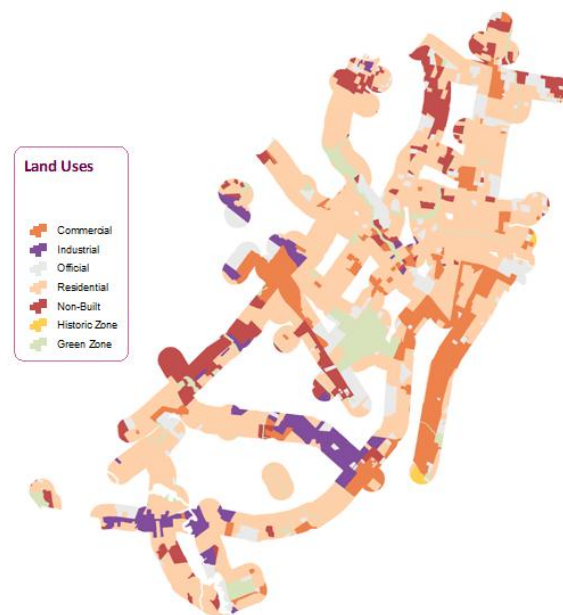 Land Uses
Commercial
Industrial
Official
Residential
Non-Built
Historic Zone
Green Zone